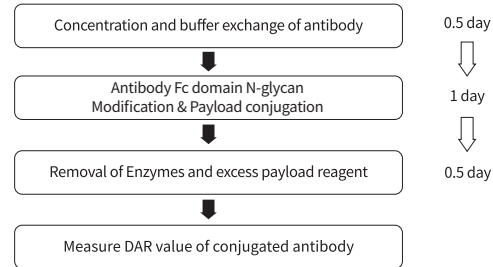 Concentration and buffer exchange of antibody
0.5 day
Antibody Fc domain N-glycan
Modification & Payload conjugation
1 day
Removal of Enzymes and excess payload reagent
0.5 day
Measure DAR value of conjugated antibody